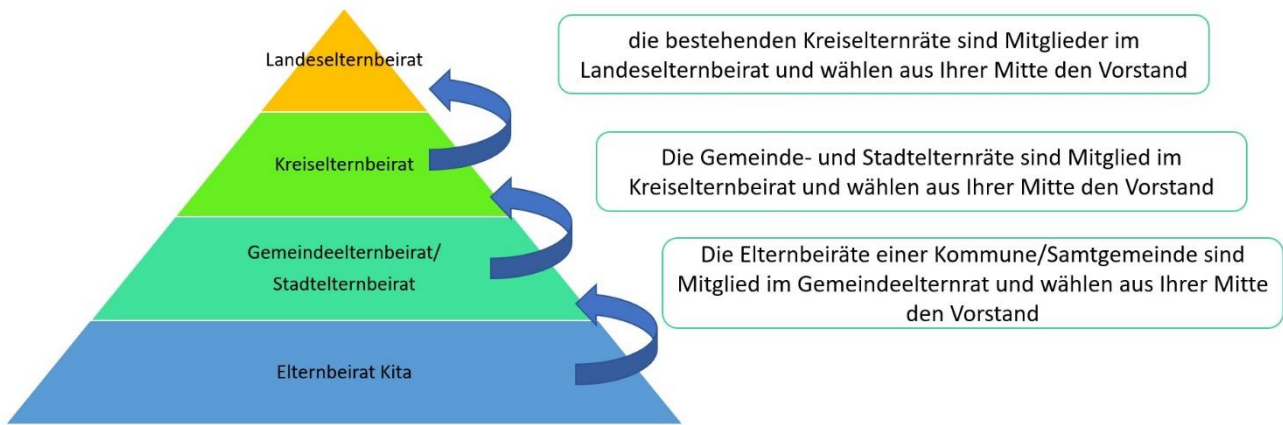 Landeselternbeirat
die bestehenden Kreiselternräte sind Mitglieder im
Landeselternbeirat und wählen aus Ihrer Mitte den Vorstand
Kreiselternbeirat
Die Gemeinde- und Stadtelternräte sind Mitglied im
Kreiselternbeirat und wählen aus Ihrer Mitte den Vorstand
Gemeindeelternbeirat/
Stadtelternbeirat
Die Elternbeiräte einer Kommune/Samtgemeinde sind
Mitglied im Gemeindeelternrat und wählen aus Ihrer Mitte
den Vorstand
Elternbeirat Kita